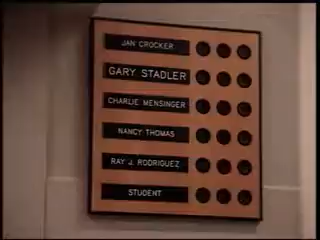 JAN CROCKER
GARY STADLER
CHARLIE MENSINGER
NANCY THOMAS
RAY J. RODRIGUEZ
STUDENT